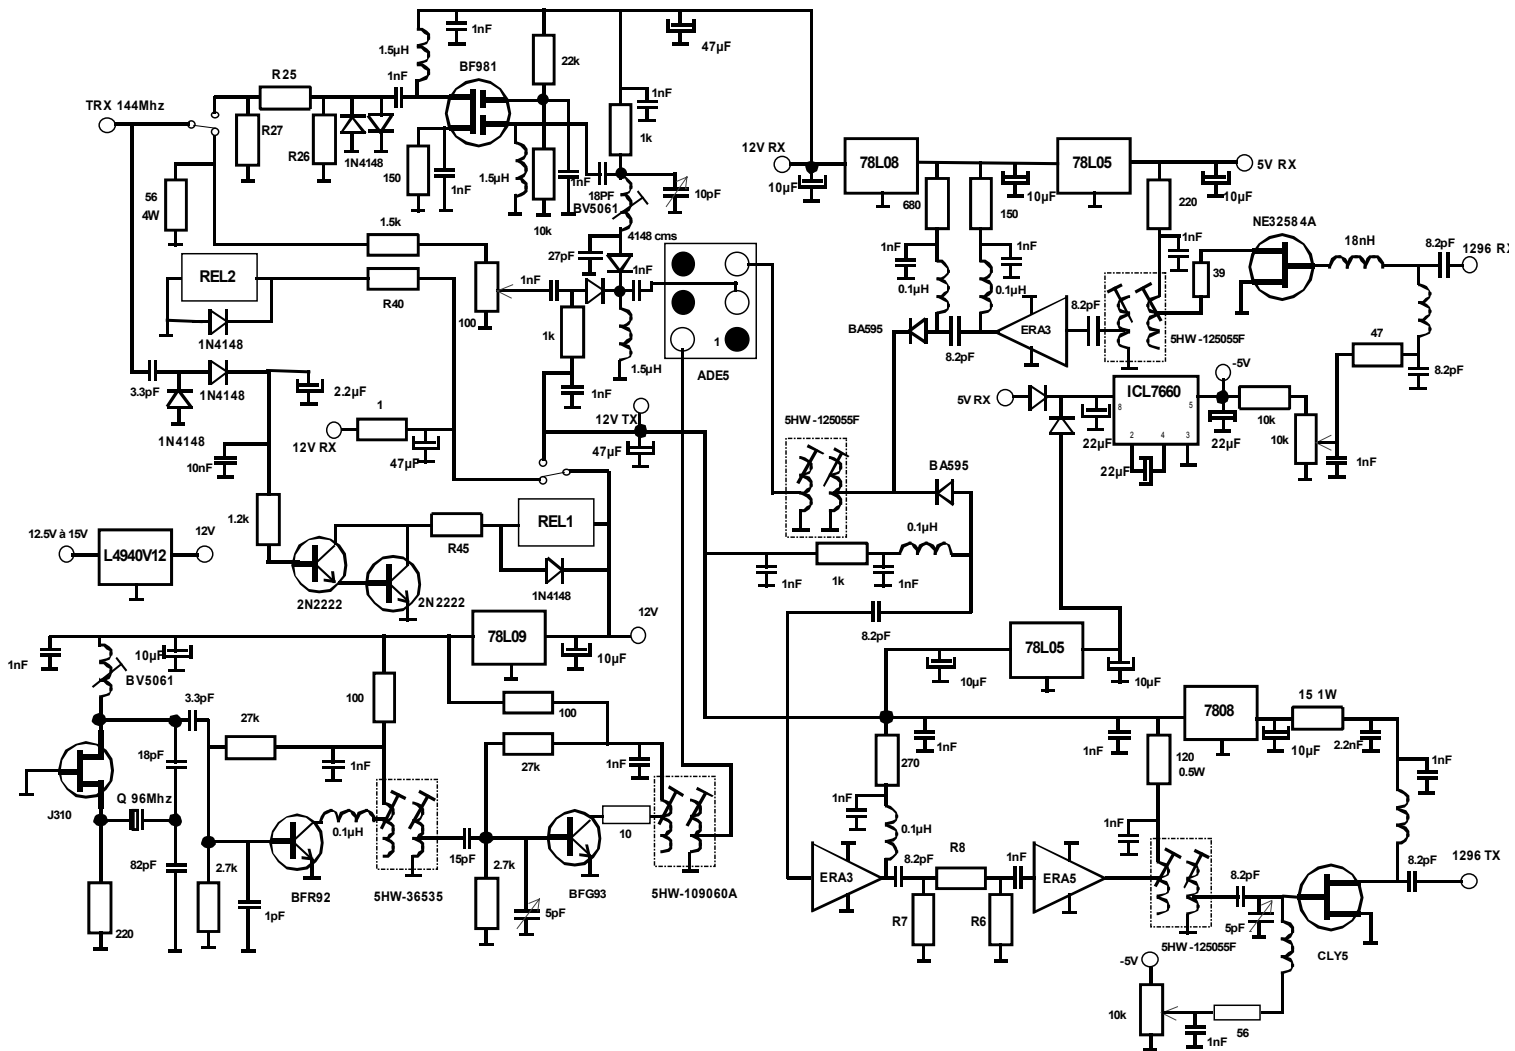 1nF
47µF
22k
1.5µH
BF981
1nF
R25
1nF
TRX 144Mhz
R27
R26
1N4148
1k
150
1nF
1.5µH
1nF
18PF
10pF
BV5061
10k
56
4W
1.5k
4148 cms
27pF
1nF
1nF
REL2
R40
100
1k
1N4148
1
ADE5
1.5µH
3.3pF
1N4148
2.2µF
1nF
1N4148
1
12V RX
47µF
12V TX
47µF
10nF
1.2k
12.5V à 15V
L4940V12
12V
R45
REL1
1N4148
2N2222
2N2222
12V RX
78L08
78L05
5V RX
10µF
10µF
10µF
680
150
220
NE32584A
1nF
1nF
1nF
18nH
8.2pF
1296 R
0.1µH
0.1µH
39
8.2pF
BA595
8.2pF
ERA3
5HW-125055F
47
8.2pF
-5V
ICL7660
5V RX
8
5
2
4
3
22µF
22µF
22µF
10k
10k
1nF
5HW-125055F
BA595
0.1µH
1nF
1k
1nF
8.2pF
78L09
12V
10µF
1nF
10µF
BV5061
3.3pF
100
100
27k
18pF
1nF
27k
1nF
J310
Q 96Mhz
82pF
2.7k
0.1µH
15pF
2.7k
10
220
1pF
BFR92
5HW-36535
5pF
BFG93
5HW-109060A
78L05
10µF
10µF
7808
15 1W
1nF
1nF
10µF
2.2nF
270
120
0.5W
1nF
1nF
0.1µH
1nF
ERA3
8.2pF
R8
1nF
ERA5
8.2pF
8.2pF
1296 TX
R7
R6
5pF
5HW-125055F
CLY5
-5V
10k
1nF
56